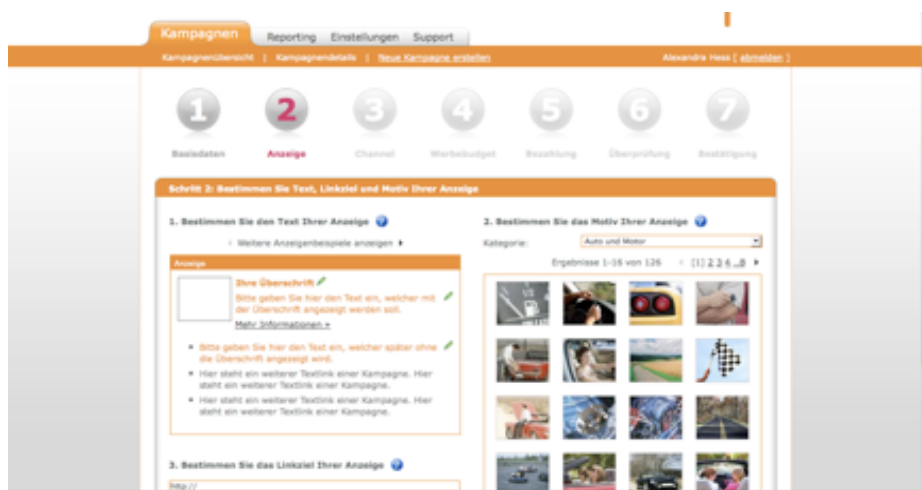 Kampagnen Reporting Einstellungen Support
Kampagnenübersicht | Kampagnendetails | Neue Kampagne erstellen Alexandra Hess [ abmelden ]
1 2 3 4 5 6 7
Basisdaten Anzeige Channel Werbebudget Bezahlung Überprüfung Bestätigung
Schritt 2: Bestimmen Sie Text, Linkziel und Motiv Ihrer Anzeige
1. Bestimmen Sie den Text Ihrer Anzeige ?
Weitere Anzeigenbeispiele anzeigen
Anzeige
Ihre Überschrift
Bitte geben Sie hier den Text ein, welcher mit
der Überschrift angezeigt werden soll.
Mehr Informationen »
Bitte geben Sie hier den Text ein, welcher später ohne
die Überschrift angezeigt wird.
Hier steht ein weiterer Textlink einer Kampagne. Hier
steht ein weiterer Textlink einer Kampagne.
Hier steht ein weiterer Textlink einer Kampagne. Hier
steht ein weiterer Textlink einer Kampagne.
3. Bestimmen Sie das Linkziel Ihrer Anzeige ?
http://
2. Bestimmen Sie das Motiv Ihrer Anzeige ?
Kategorie: Auto und Motor
Ergebnisse 1-16 von 126 [1] 2 3 4 ..8